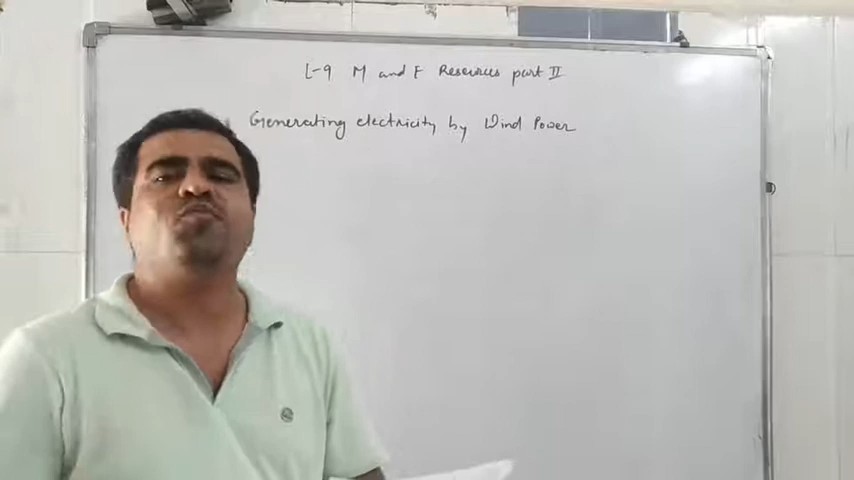 L-9 M and F Resources part II
Generating electricity by Wind Power